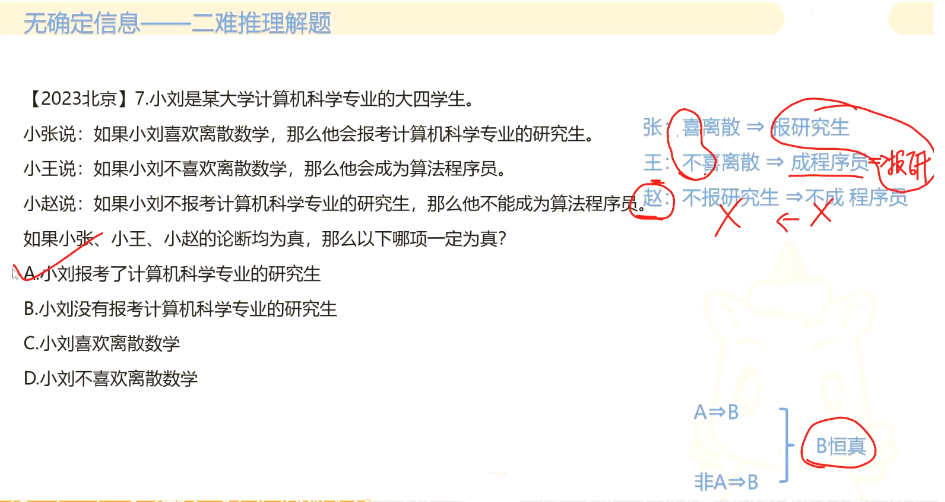 无确定信息——二难推理解题
【2023北京】7.小刘是某大学计算机科学专业的大四学生。
小张说：如果小刘喜欢离散数学，那么他会报考计算机科学专业的研究生。
小王说：如果小刘不喜欢离散数学，那么他会成为算法程序员。
小赵说：如果小刘不报考计算机科学专业的研究生，那么他不能成为算法程序员。
如果小张、小王、小赵的论断均为真，那么以下哪项一定为真？
A.小刘报考了计算机科学专业的研究生
B.小刘没有报考计算机科学专业的研究生
C.小刘喜欢离散数学
D.小刘不喜欢离散数学
张：喜离散 ⇒ 报研究生
王：不喜离散 ⇒ 成程序员⇒报研
赵：不报研究生 ⇒不成 程序员
X ← X
A⇒B
B恒真
非A⇒B